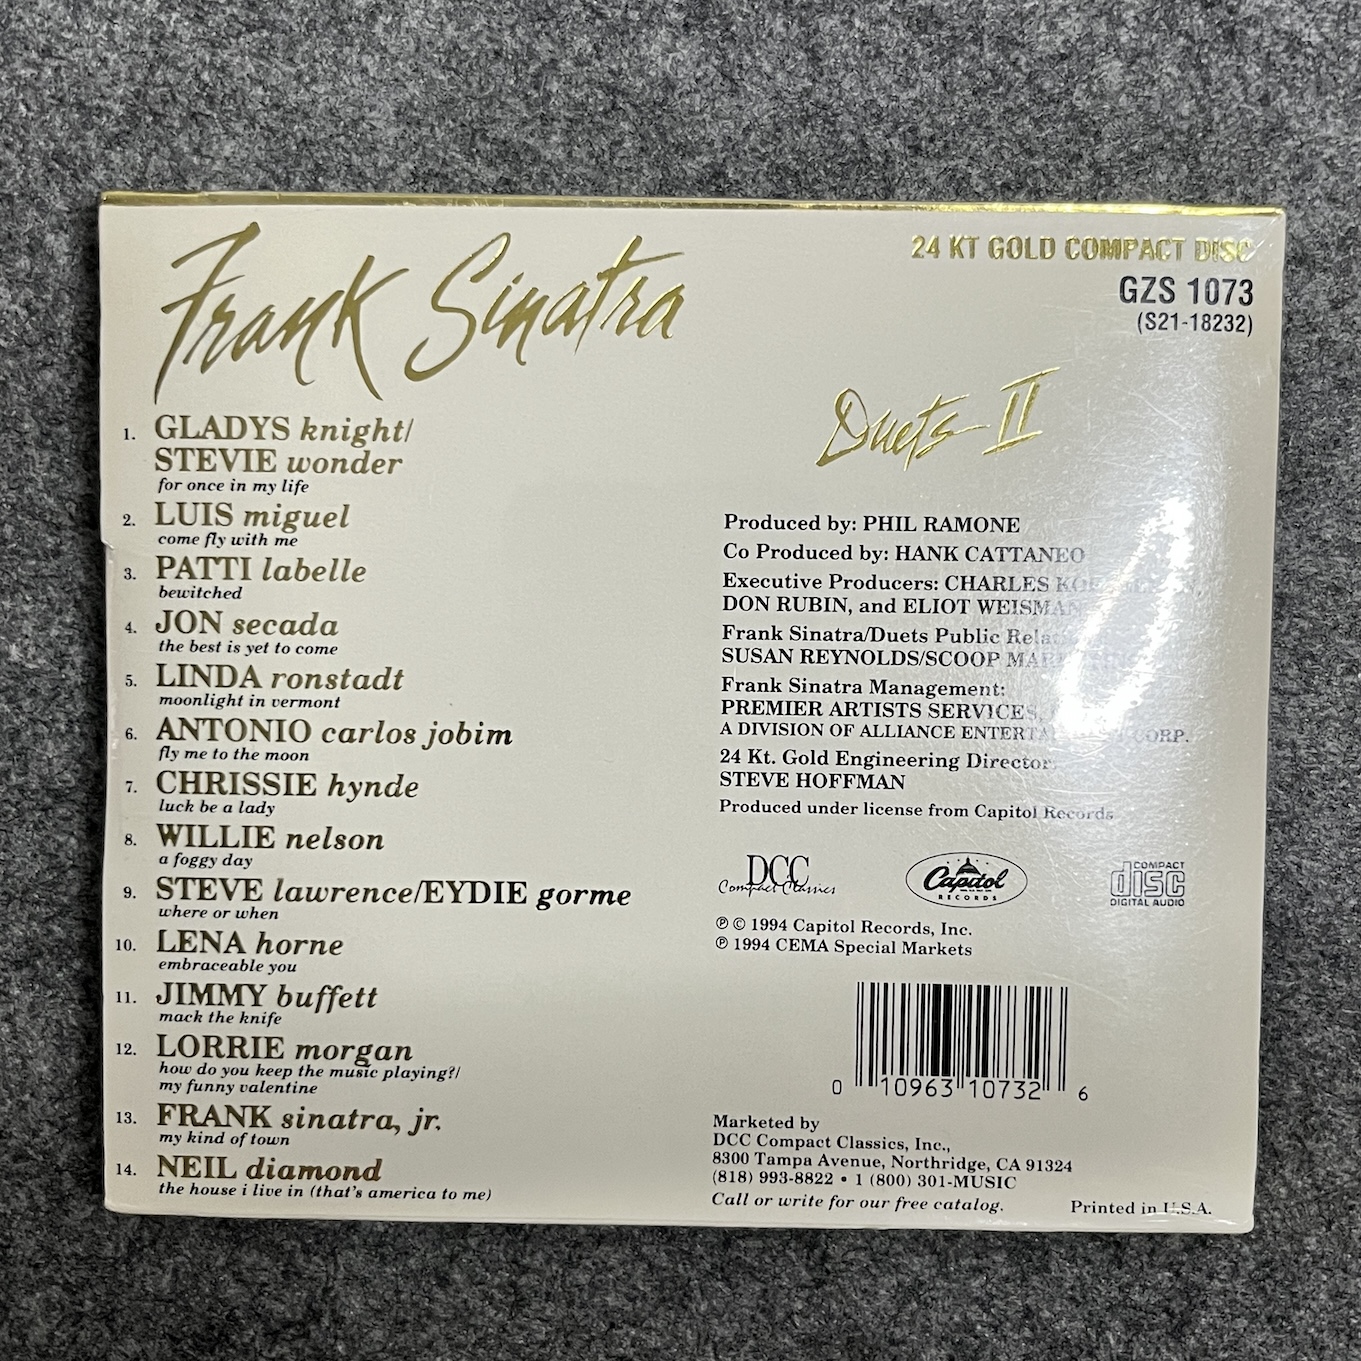 Frank Sinatra
24 KT GOLD COMPACT DISC
GZS 1073
(S21-18232)
Duets II
1. GLADYS knight/
STEVIE wonder
for once in my life
2. LUIS miguel
come fly with me
3. PATTI labelle
bewitched
4. JON secada
the best is yet to come
5. LINDA ronstadt
moonlight in vermont
6. ANTONIO carlos jobim
fly me to the moon
7. CHRISSIE hynde
luck be a lady
8. WILLIE nelson
a foggy day
9. STEVE lawrence/EYDIE gorme
where or when
10. LENA horne
embraceable you
11. JIMMY buffett
mack the knife
12. LORRIE morgan
how do you keep the music playing?/
my funny valentine
13. FRANK sinatra, jr.
my kind of town
14. NEIL diamond
the house i live in (that's america to me)
Produced by: PHIL RAMONE
Co Produced by: HANK CATTANEO
Executive Producers: CHARLES
DON RUBIN, and ELIOT WEISMAN
Frank Sinatra/Duets Public
SUSAN REYNOLDS/SCOOP
Frank Sinatra Management:
PREMIER ARTISTS SERVICES,
A DIVISION OF ALLIANCE CORP.
24 Kt. Gold Engineering Director:
STEVE HOFFMAN
Produced under license from Capitol Records
DCC
Compact Classics
Capitol
RECORDS
COMPACT
disc
DIGITAL AUDIO
℗ © 1994 Capitol Records, Inc.
℗ 1994 CEMA Special Markets
0 10963 10732 6
Marketed by
DCC Compact Classics, Inc.,
8300 Tampa Avenue, Northridge, CA 91324
(818) 993-8822 • 1 (800) 301-MUSIC
Call or write for our free catalog.
Printed in U.S.A.